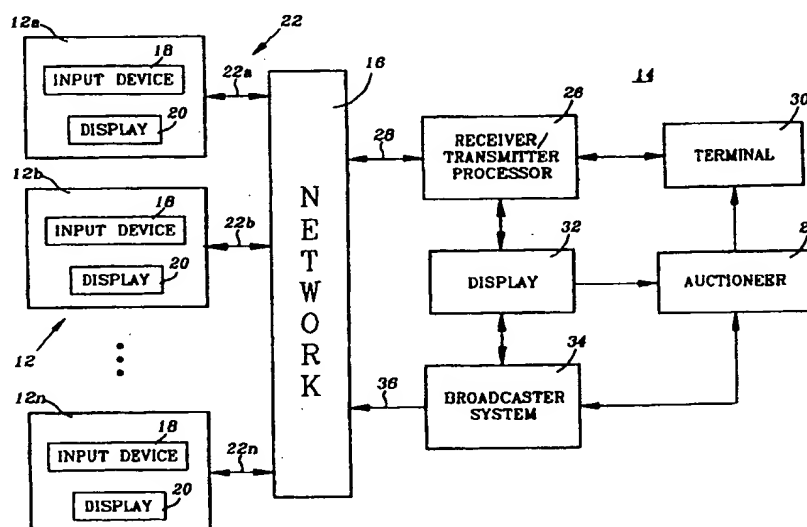 12a
18
INPUT DEVICE
20
DISPLAY
22
22a
16
14
26
RECEIVER/
TRANSMITTER
PROCESSOR
28
30
TERMINAL
12b
18
INPUT DEVICE
20
DISPLAY
22b
NETWORK
32
DISPLAY
AUCTIONEER
12
34
BROADCASTER
SYSTEM
36
12n
18
INPUT DEVICE
20
DISPLAY
22n